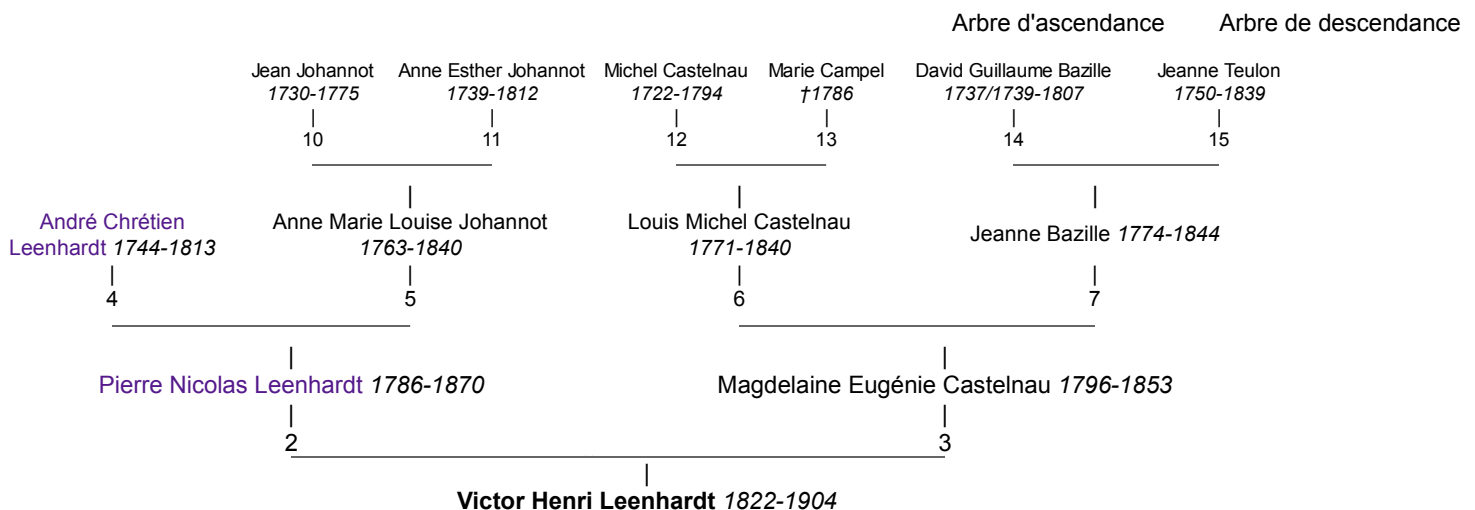 Arbre d'ascendance Arbre de descendance
Jean Johannot Anne Esther Johannot Michel Castelnau Marie Campel David Guillaume Bazille Jeanne Teulon
1730-1775 1739-1812 1722-1794 †1786 1737/1739-1807 1750-1839
10 11 12 13 14 15
André Chrétien Leenhardt 1744-1813
Anne Marie Louise Johannot 1763-1840
Louis Michel Castelnau 1771-1840
Jeanne Bazille 1774-1844
4 5 6 7
Pierre Nicolas Leenhardt 1786-1870 Magdelaine Eugénie Castelnau 1796-1853
2 3
Victor Henri Leenhardt 1822-1904